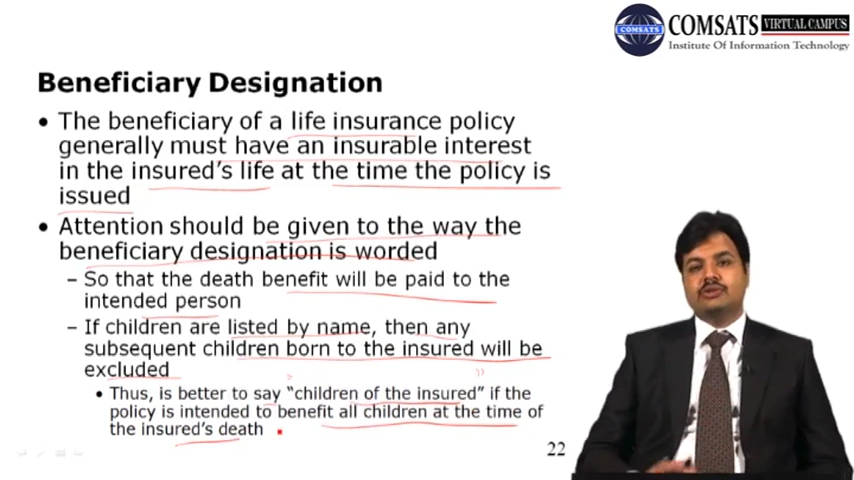 COMSATS
COMSATS VIRTUAL CAMPUS
Institute Of Information Technology
Beneficiary Designation
• The beneficiary of a life insurance policy
generally must have an insurable interest
in the insured's life at the time the policy is
issued
• Attention should be given to the way the
beneficiary designation is worded
– So that the death benefit will be paid to the
intended person
– If children are listed by name, then any
subsequent children born to the insured will be
excluded
• Thus, is better to say “children of the insured” if the
policy is intended to benefit all children at the time of
the insured's death
22